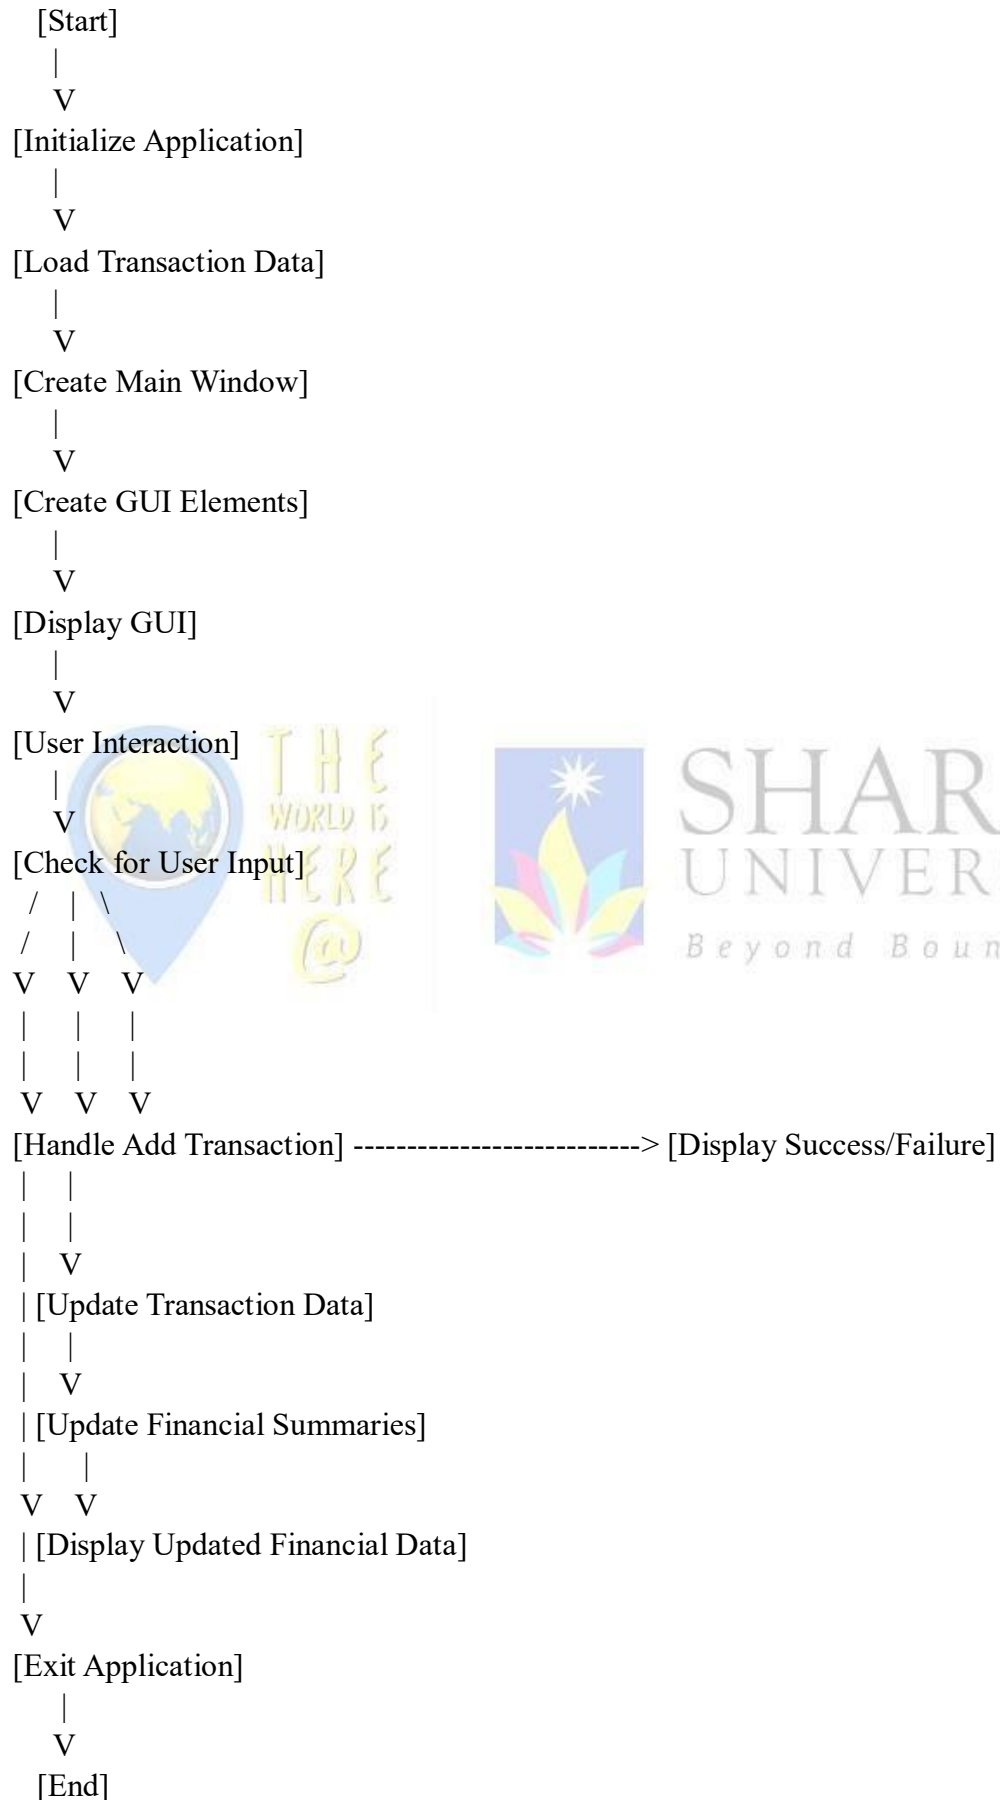 [Start]
|
V
[Initialize Application]
|
V
[Load Transaction Data]
|
V
[Create Main Window]
|
V
[Create GUI Elements]
|
V
[Display GUI]
|
V
[User Interaction]
|
V
[Check for User Input]
/ | \
/ | \
V V V
| | |
| | |
V V V
[Handle Add Transaction] ---------------------------> [Display Success/Failure]
| |
| |
| V
| [Update Transaction Data]
| |
| V
| [Update Financial Summaries]
| |
V V
| [Display Updated Financial Data]
|
V
[Exit Application]
|
V
[End]
THE
WORLD IS
HERE
@
SHAR
UNIVER
Beyond Boun